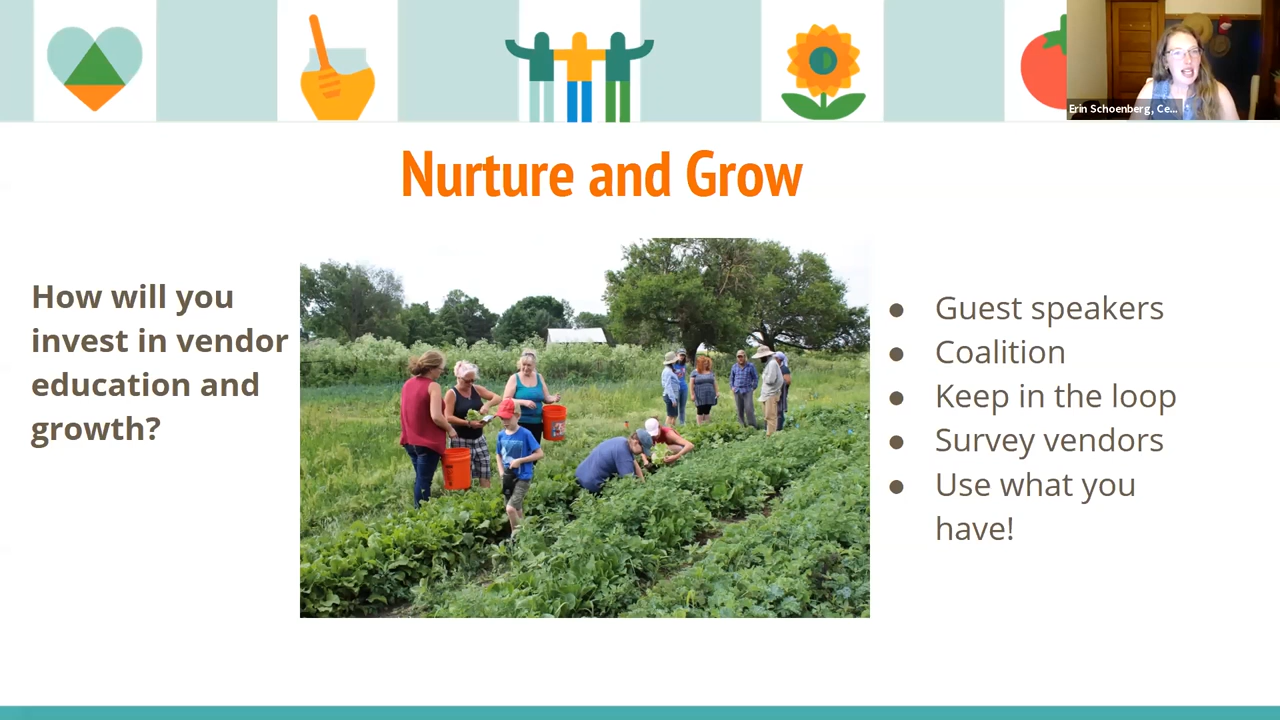 Erin Schoenberg, Ce...
Nurture and Grow
How will you
invest in vendor
education and
growth?
● Guest speakers
● Coalition
● Keep in the loop
● Survey vendors
● Use what you
have!